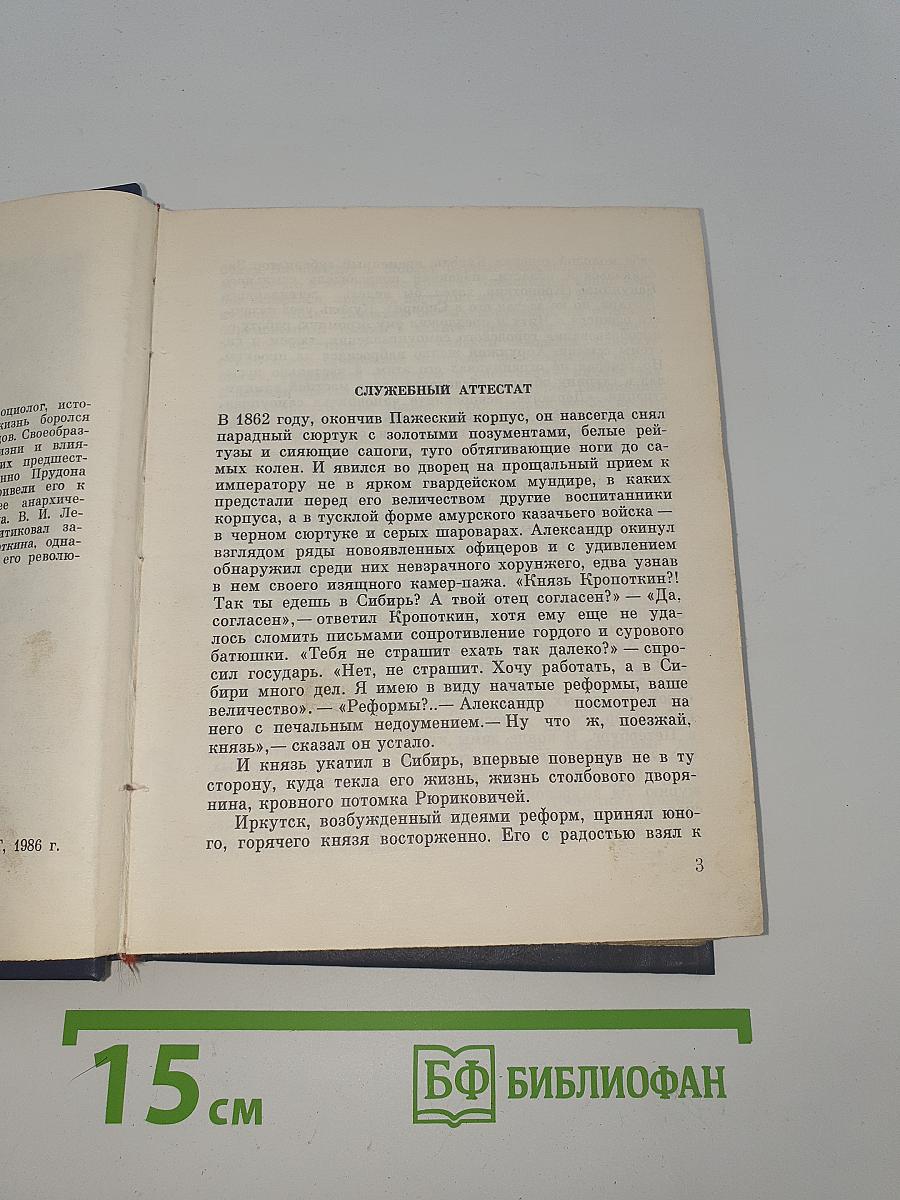 оциолог, исто-
жизнь боролся
ов. Своеобраз-
изни и влия-
их предшест-
нно Прудона
ривели его к
ее анархиче-
а. В. И. Ле-
итиковал за-
откина, одна-
его револю-
, 1986 г.
СЛУЖЕБНЫЙ АТТЕСТАТ
В 1862 году, окончив Пажеский корпус, он навсегда снял
парадный сюртук с золотыми позументами, белые рей-
тузы и сияющие сапоги, туго обтягивающие ноги до са-
мых колен. И явился во дворец на прощальный прием к
императору не в ярком гвардейском мундире, в каких
предстали перед его величеством другие воспитанники
корпуса, а в тусклой форме амурского казачьего войска —
в черном сюртуке и серых шароварах. Александр окинул
взглядом ряды новоявленных офицеров и с удивлением
обнаружил среди них невзрачного хорунжего, едва узнав
в нем своего изящного камер-пажа. «Князь Кропоткин?!
Так ты едешь в Сибирь? А твой отец согласен?» — «Да,
согласен»,— ответил Кропоткин, хотя ему еще не уда-
лось сломить письмами сопротивление гордого и сурового
батюшки. «Тебя не страшит ехать так далеко?» — спро-
сил государь. «Нет, не страшит. Хочу работать, а в Си-
бири много дел. Я имею в виду начатые реформы, ваше
величество». — «Реформы?..— Александр посмотрел на
него с печальным недоумением.— Ну что ж, поезжай,
князь»,— сказал он устало.
И князь укатил в Сибирь, впервые повернув не в ту
сторону, куда текла его жизнь, жизнь столбового дворя-
нина, кровного потомка Рюриковичей.
Иркутск, возбужденный идеями реформ, принял юно-
го, горячего князя восторженно. Его с радостью взял к
3
15 см
БФ БИБЛИОФАН